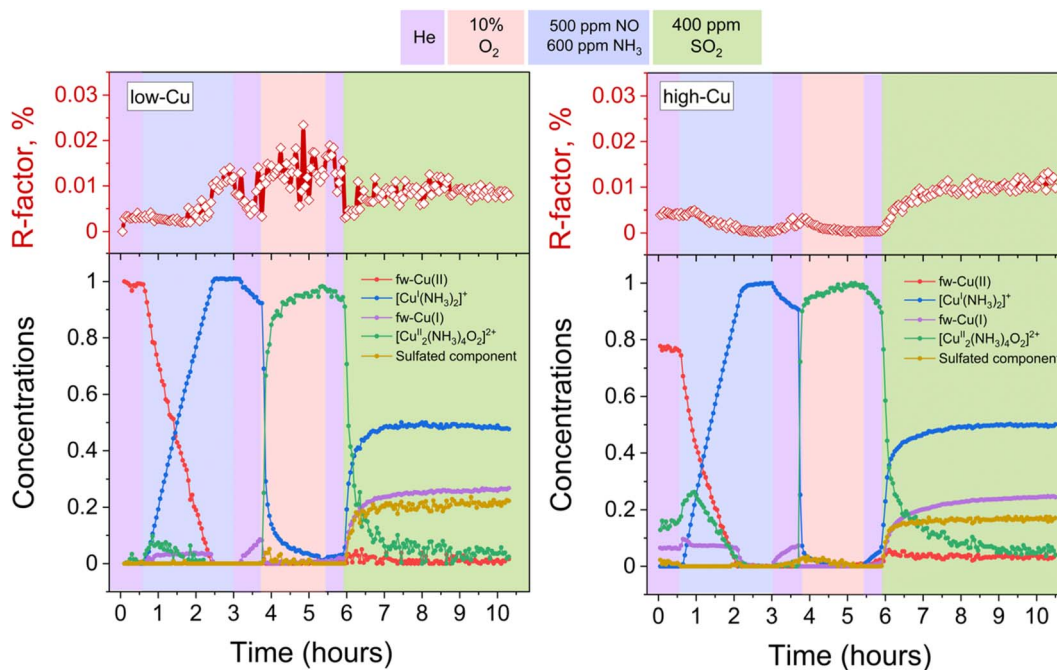 He
10%
O₂
500 ppm NO
600 ppm NH₃
400 ppm
SO₂
low-Cu
R-factor, %
0.03
0.02
0.01
0
fw-Cu(II)
[Cuᴵ(NH₃)₂]⁺
fw-Cu(I)
[Cuᴵᴵ₂(NH₃)₄O₂]²⁺
Sulfated component
Concentrations
1
0.8
0.6
0.4
0.2
0
0 1 2 3 4 5 6 7 8 9 10
Time (hours)
high-Cu
R-factor, %
0.03
0.02
0.01
0
fw-Cu(II)
[Cuᴵ(NH₃)₂]⁺
fw-Cu(I)
[Cuᴵᴵ₂(NH₃)₄O₂]²⁺
Sulfated component
Concentrations
1
0.8
0.6
0.4
0.2
0
0 1 2 3 4 5 6 7 8 9 10
Time (hours)